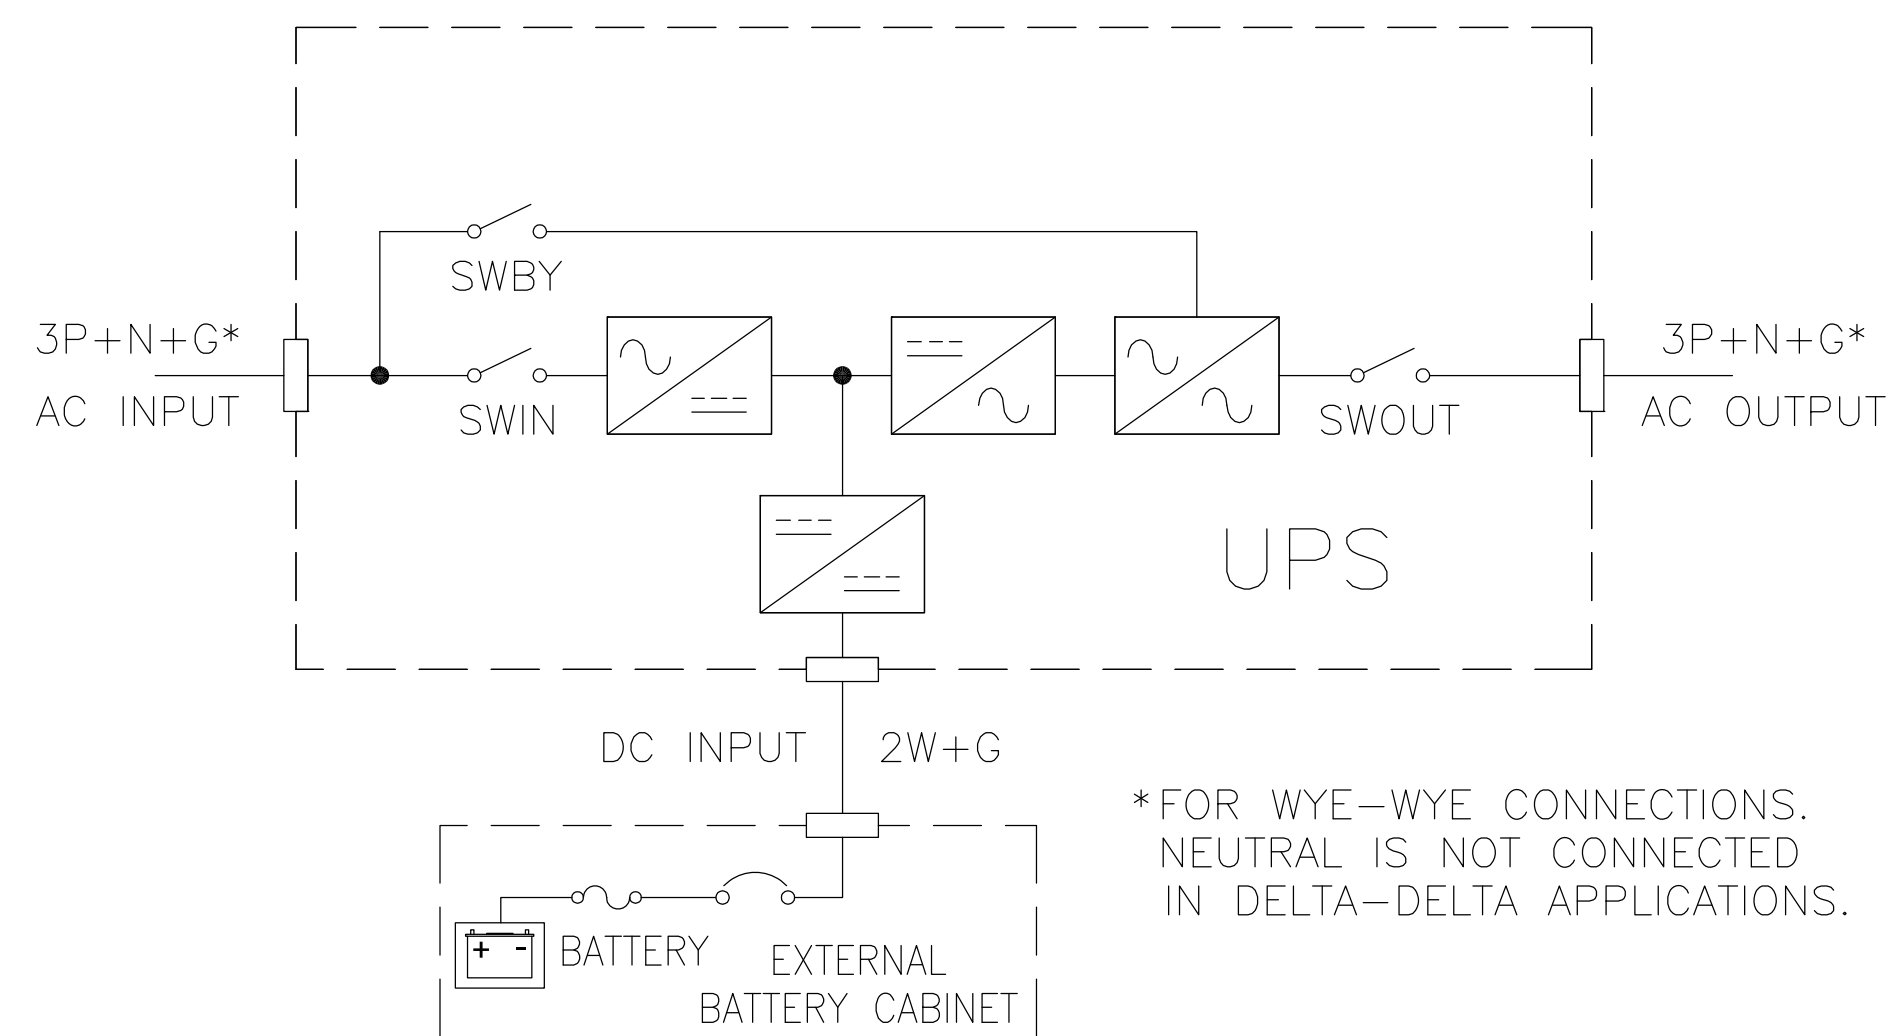 SWBY
3P+N+G*
AC INPUT
SWIN
SWOUT
3P+N+G*
AC OUTPUT
UPS
DC INPUT 2W+G
*FOR WYE-WYE CONNECTIONS.
NEUTRAL IS NOT CONNECTED
IN DELTA-DELTA APPLICATIONS.
+ -
BATTERY
EXTERNAL
BATTERY CABINET